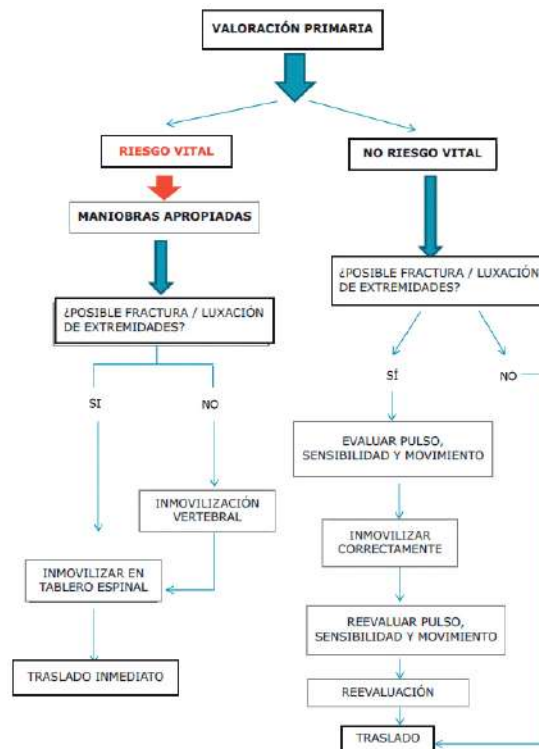 VALORACIÓN PRIMARIA
RIESGO VITAL
NO RIESGO VITAL
MANIOBRAS APROPIADAS
¿POSIBLE FRACTURA / LUXACIÓN
DE EXTREMIDADES?
¿POSIBLE FRACTURA / LUXACIÓN
DE EXTREMIDADES?
SI
NO
SÍ
NO
EVALUAR PULSO,
SENSIBILIDAD Y MOVIMIENTO
INMOVILIZACIÓN
VERTEBRAL
INMOVILIZAR
CORRECTAMENTE
INMOVILIZAR EN
TABLERO ESPINAL
REEVALUAR PULSO,
SENSIBILIDAD Y MOVIMIENTO
TRASLADO INMEDIATO
REEVALUACIÓN
TRASLADO